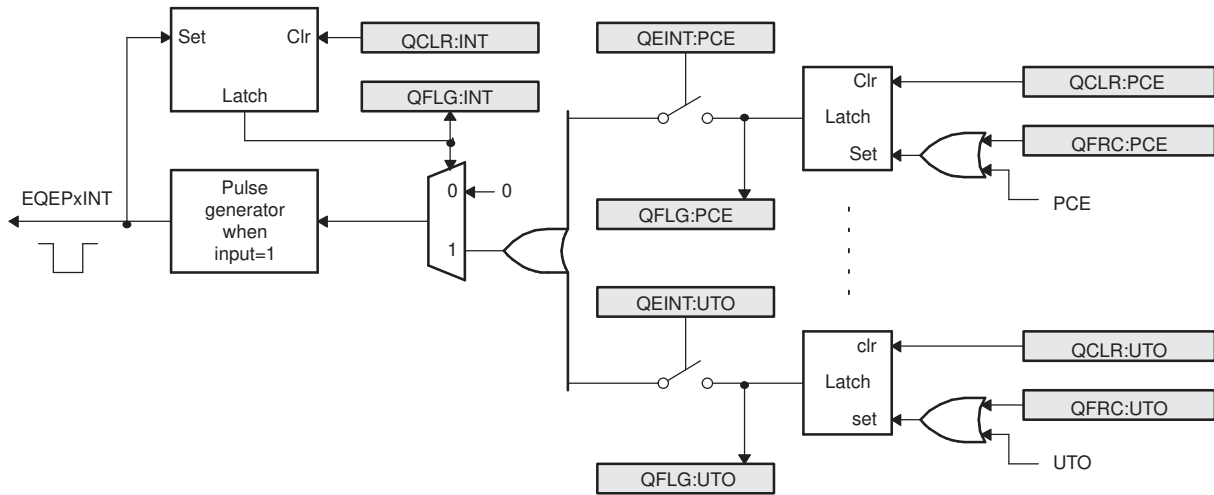 Set
Clr
QCLR:INT
Latch
QFLG:INT
EQEPxINT
Pulse
generator
when
input=1
0
0
1
QEINT:PCE
Clr
QCLR:PCE
Latch
Set
QFRC:PCE
PCE
QFLG:PCE
QEINT:UTO
clr
QCLR:UTO
Latch
set
QFRC:UTO
UTO
QFLG:UTO